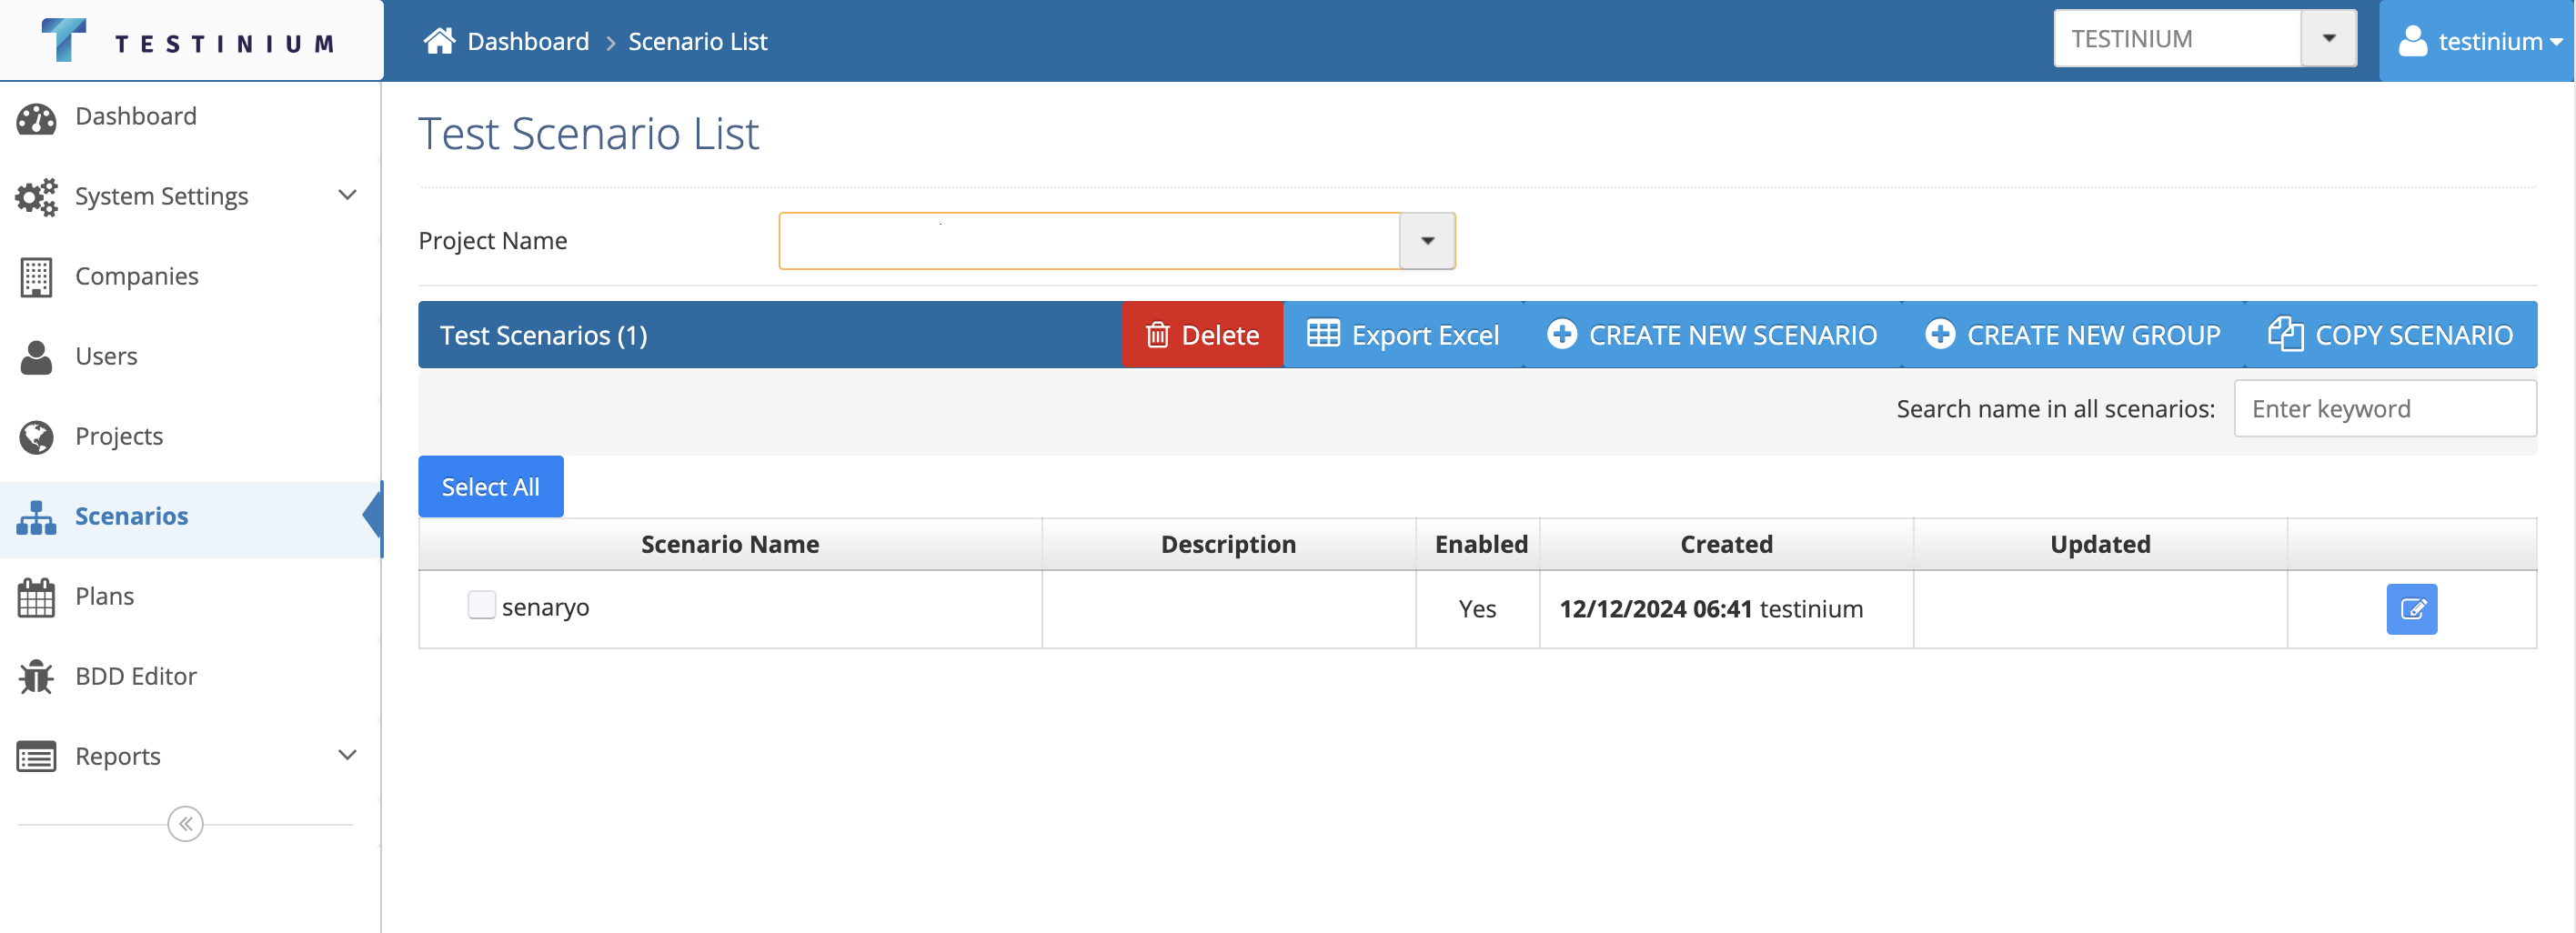 TESTINIUM
Dashboard > Scenario List
TESTINIUM
testinium
Dashboard
System Settings
Companies
Users
Projects
Scenarios
Plans
BDD Editor
Reports
Test Scenario List
Project Name
Test Scenarios (1)
Delete
Export Excel
CREATE NEW SCENARIO
CREATE NEW GROUP
COPY SCENARIO
Search name in all scenarios: Enter keyword
Select All
Scenario Name Description Enabled Created Updated
senaryo Yes 12/12/2024 06:41 testinium